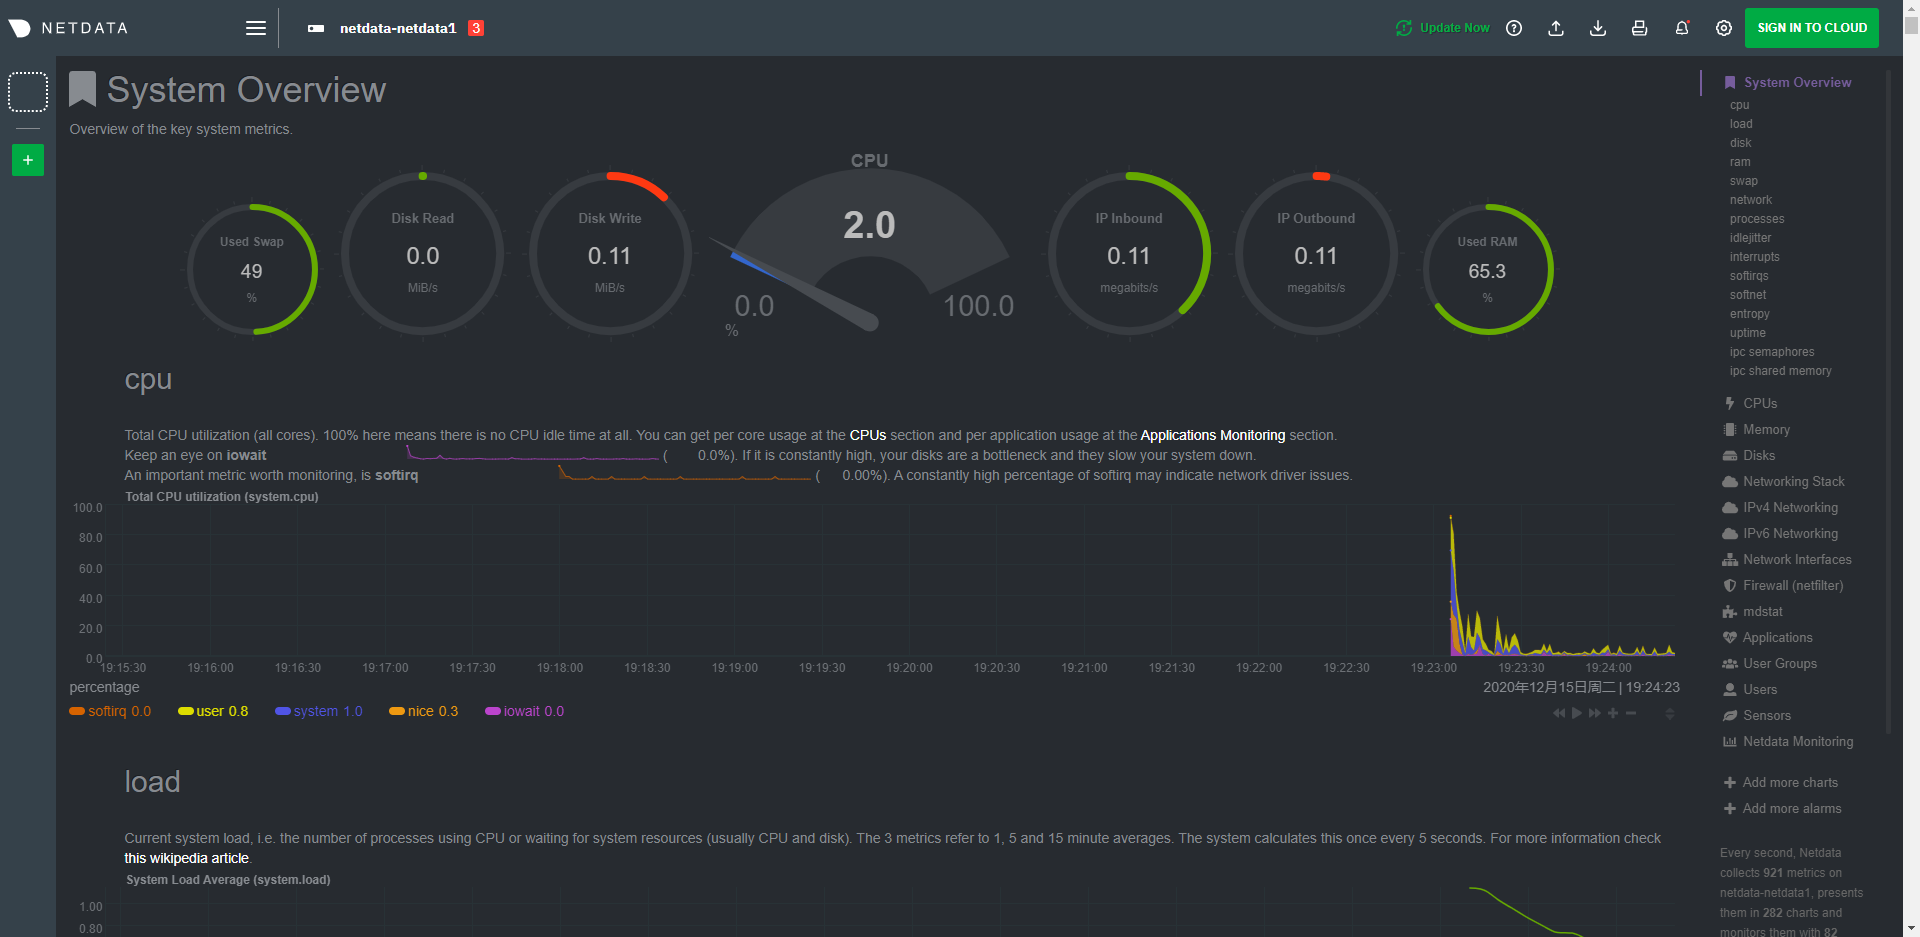 NETDATA
netdata-netdata1 3
Update Now
SIGN IN TO CLOUD
+
System Overview
Overview of the key system metrics.
Used Swap
49
%
Disk Read
0.0
MiB/s
Disk Write
0.11
MiB/s
CPU
2.0
0.0
100.0
%
IP Inbound
0.11
megabits/s
IP Outbound
0.11
megabits/s
Used RAM
65.3
%
cpu
Total CPU utilization (all cores). 100% here means there is no CPU idle time at all. You can get per core usage at the CPUs section and per application usage at the Applications Monitoring section.
Keep an eye on iowait ( 0.0%). If it is constantly high, your disks are a bottleneck and they slow your system down.
An important metric worth monitoring, is softirq ( 0.00%). A constantly high percentage of softirq may indicate network driver issues.
Total CPU utilization (system.cpu)
100.0
80.0
60.0
40.0
20.0
0.0
19:15:30 19:16:00 19:16:30 19:17:00 19:17:30 19:18:00 19:18:30 19:19:00 19:19:30 19:20:00 19:20:30 19:21:00 19:21:30 19:22:00 19:22:30 19:23:00 19:23:30 19:24:00
percentage
2020年12月15日周二 | 19:24:23
softirq 0.0 user 0.8 system 1.0 nice 0.3 iowait 0.0
load
Current system load, i.e. the number of processes using CPU or waiting for system resources (usually CPU and disk). The 3 metrics refer to 1, 5 and 15 minute averages. The system calculates this once every 5 seconds. For more information check
this wikipedia article.
System Load Average (system.load)
1.00
0.80
System Overview
cpu
load
disk
ram
swap
network
processes
idlejitter
interrupts
softirqs
softnet
entropy
uptime
ipc semaphores
ipc shared memory
CPUs
Memory
Disks
Networking Stack
IPv4 Networking
IPv6 Networking
Network Interfaces
Firewall (netfilter)
mdstat
Applications
User Groups
Users
Sensors
Netdata Monitoring
Add more charts
Add more alarms
Every second, Netdata
collects 921 metrics on
netdata-netdata1, presents
them in 282 charts and
monitors them with 82